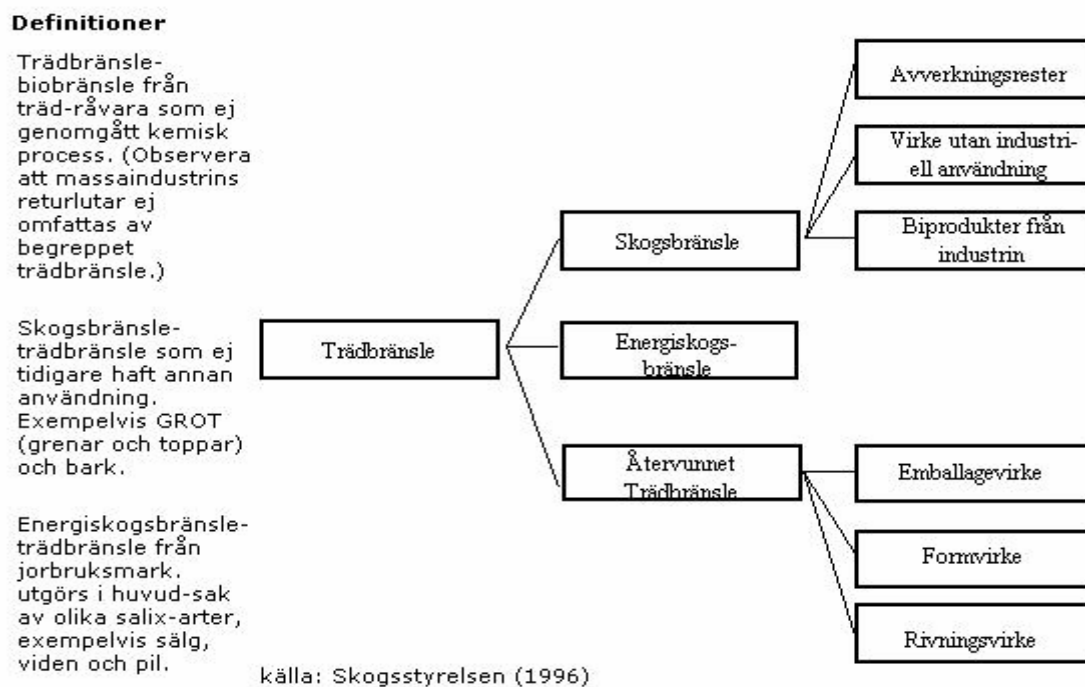 Definitioner
Trädbränsle-
biobränsle från
träd-råvara som ej
genomgått kemisk
process. (Observera
att massaindustrins
returlutar ej
omfattas av
begreppet
trädbränsle.)
Skogsbränsle-
trädbränsle som ej
tidigare haft annan
användning.
Exempelvis GROT
(grenar och toppar)
och bark.
Energiskogsbränsle-
trädbränsle från
jorbruksmark.
utgörs i huvud-sak
av olika salix-arter,
exempelvis sälg,
viden och pil.
Trädbränsle
Skogsbränsle
Energiskogs-
bränsle
Återvunnet
Trädbränsle
Avverkningsrester
Virke utan industri-
ell användning
Biprodukter från
industrin
Emballagevirke
Formvirke
Rivningsvirke
källa: Skogsstyrelsen (1996)